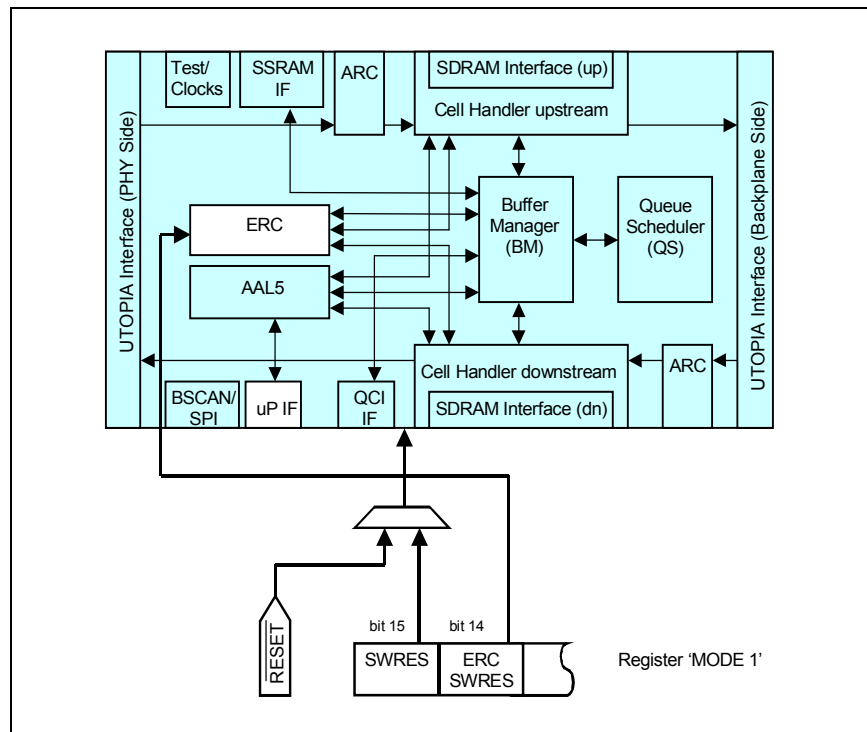 Test/
Clocks
SSRAM
IF
ARC
SDRAM Interface (up)
Cell Handler upstream
UTOPIA Interface (PHY Side)
UTOPIA Interface (Backplane Side)
ERC
Buffer
Manager
(BM)
Queue
Scheduler
(QS)
AAL5
Cell Handler downstream
ARC
BSCAN/
SPI
uP IF
QCI
IF
SDRAM Interface (dn)
RESET
bit 15
bit 14
SWRES
ERC
SWRES
Register ‘MODE 1’